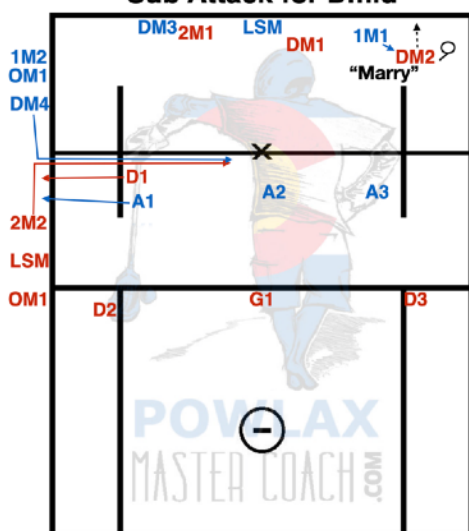 Sub Attack for Dmid
DM3 2M1 LSM DM1 1M1 DM2
"Marry"
1M2
OM1
DM4
X
D1
A1 A2 A3
2M2
LSM
OM1 D2 G1 D3
POWLAX
MASTER COACH .COM